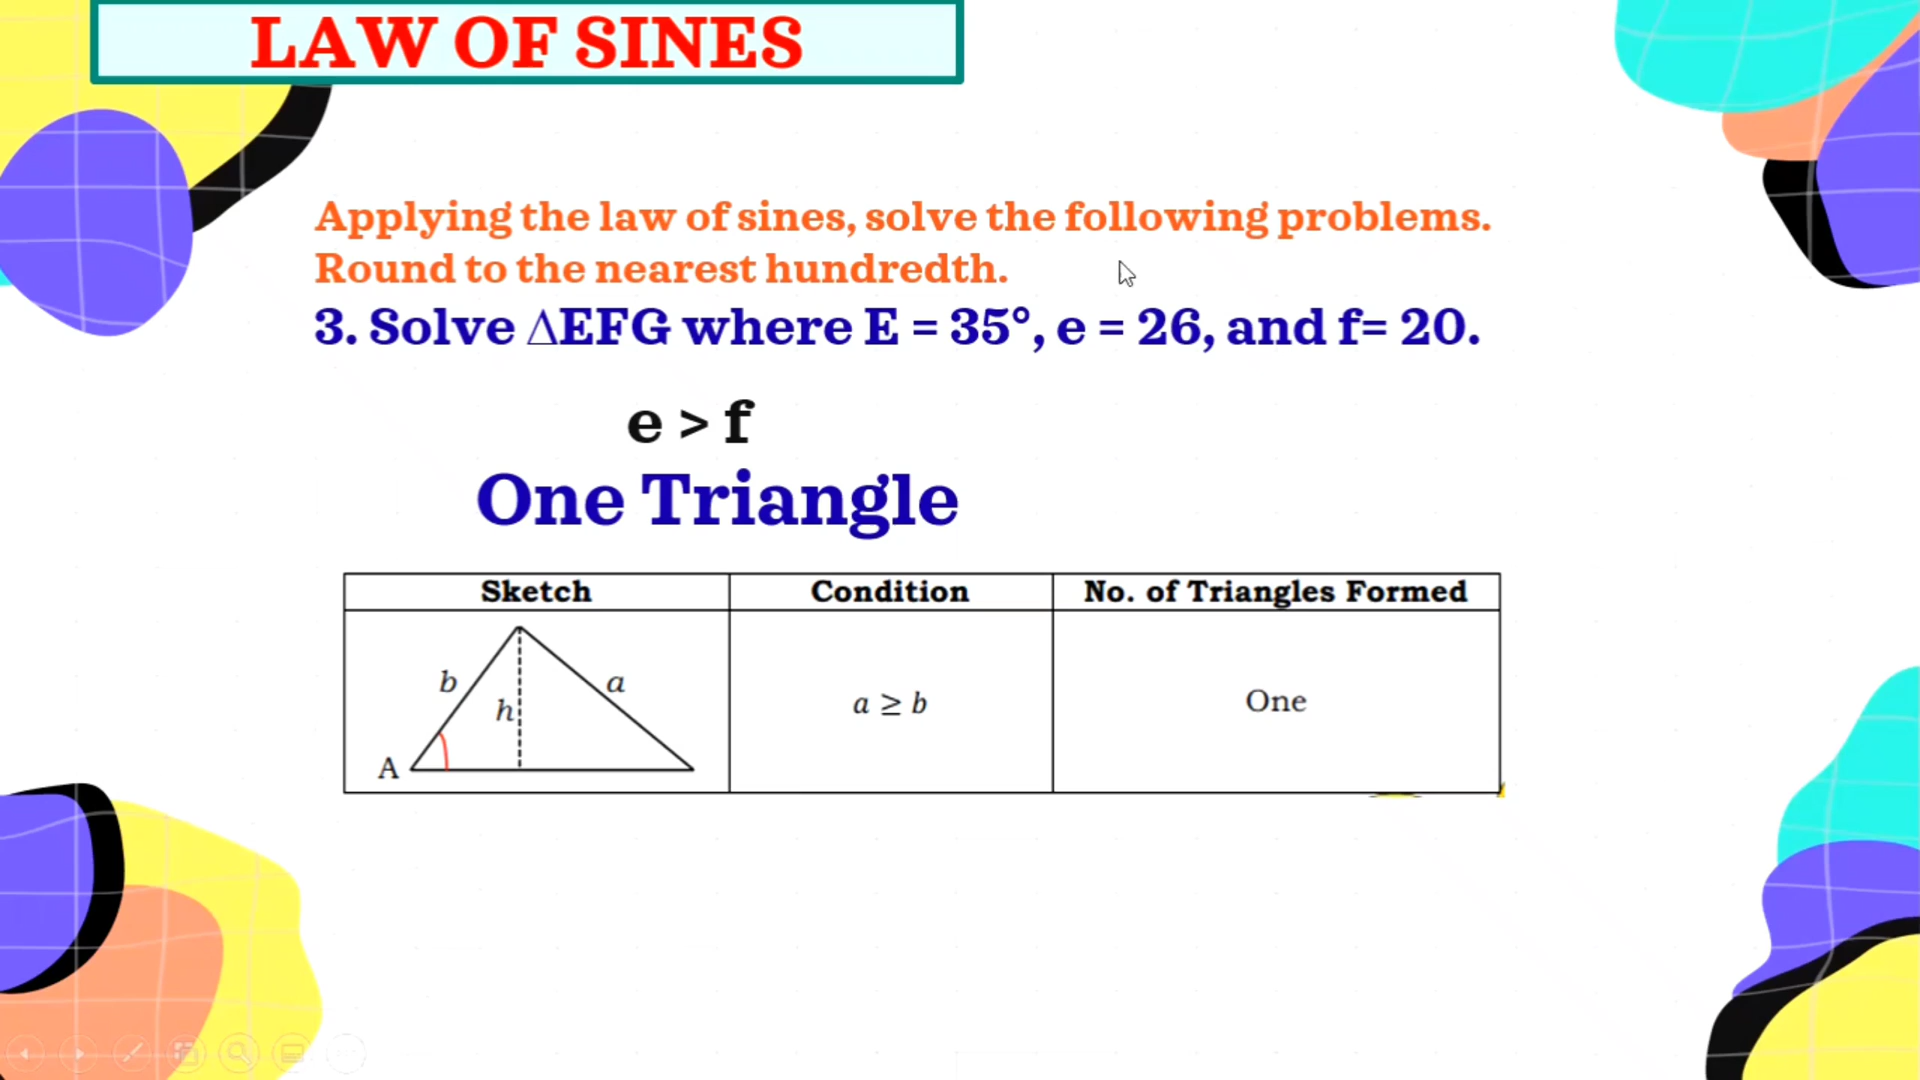 LAW OF SINES
Applying the law of sines, solve the following problems.
Round to the nearest hundredth.
3. Solve ΔEFG where E = 35°, e = 26, and f= 20.
e > f
One Triangle
Sketch Condition No. of Triangles Formed
b a
h
A
a ≥ b
One